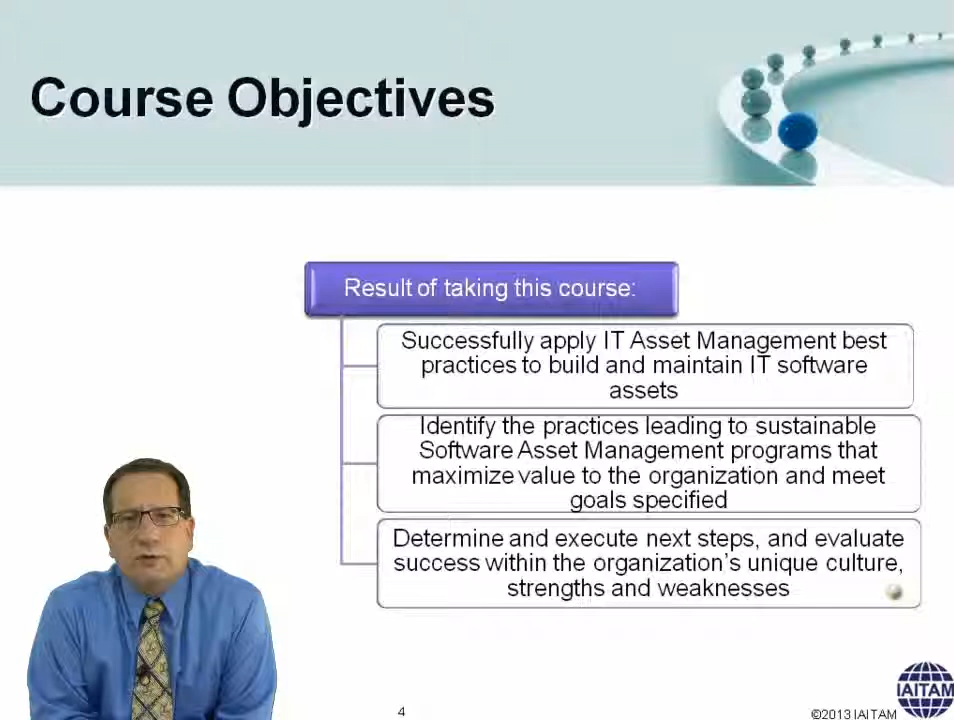 Course Objectives
Result of taking this course:
Successfully apply IT Asset Management best
practices to build and maintain IT software
assets
Identify the practices leading to sustainable
Software Asset Management programs that
maximize value to the organization and meet
goals specified
Determine and execute next steps, and evaluate
success within the organization's unique culture,
strengths and weaknesses
IAITAM
4
©2013 IAITAM